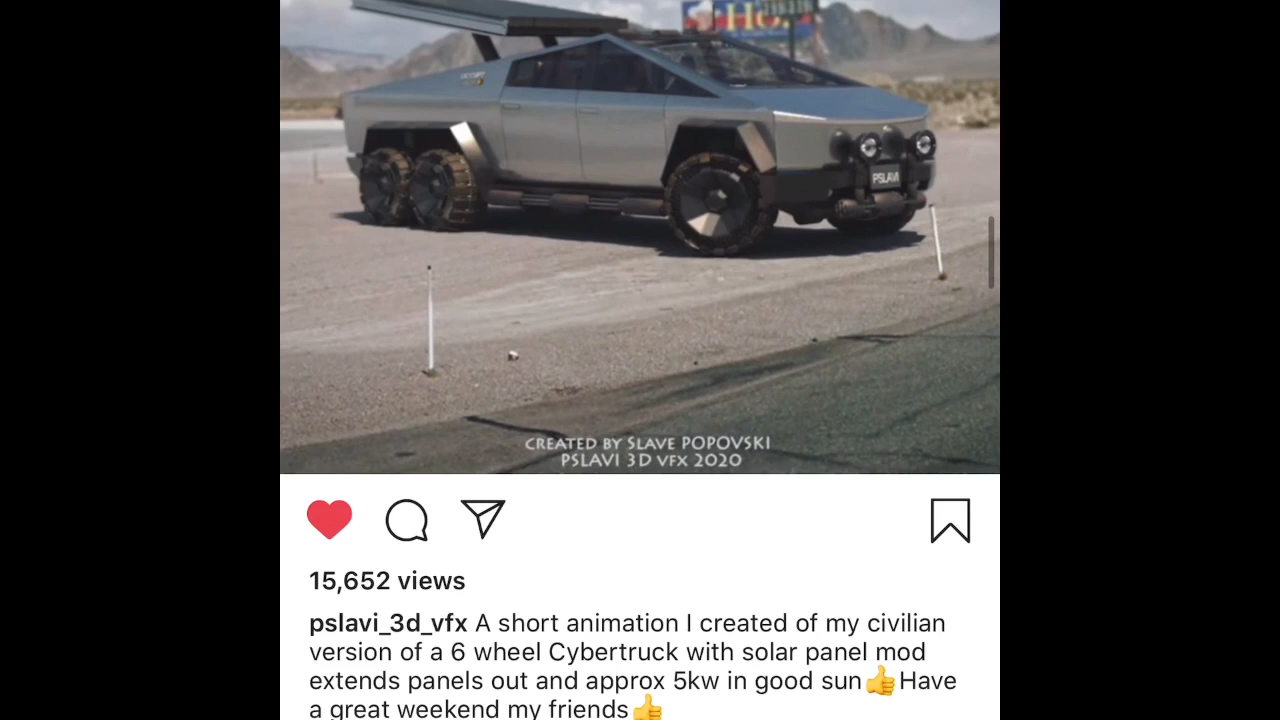 PSLAVI
CREATED BY SLAVE POPOVSKI
PSLAVI 3D VFX 2020
15,652 views
pslavi_3d_vfx A short animation I created of my civilian
version of a 6 wheel Cybertruck with solar panel mod
extends panels out and approx 5kw in good sun👍Have
a great weekend my friends👍